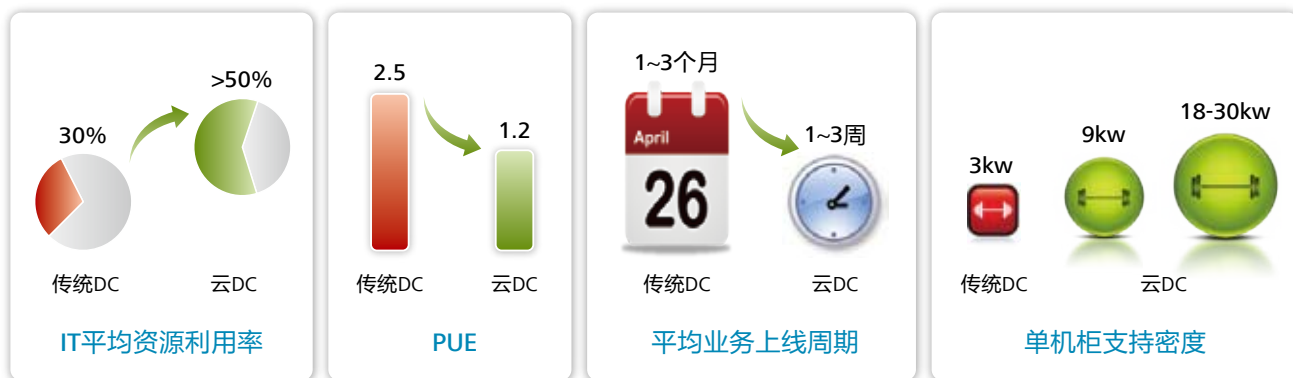 30%
>50%
传统DC
云DC
IT平均资源利用率
2.5
1.2
传统DC
云DC
PUE
1~3个月
April
26
1~3周
传统DC
云DC
平均业务上线周期
3kw
9kw
18-30kw
传统DC
云DC
单机柜支持密度